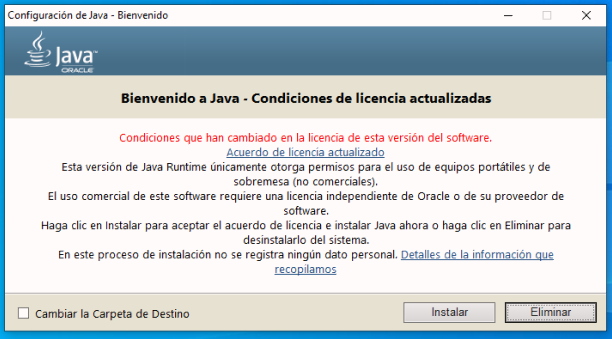 Configuración de Java - Bienvenido
Java™
ORACLE
Bienvenido a Java - Condiciones de licencia actualizadas
Condiciones que han cambiado en la licencia de esta versión del software.
Acuerdo de licencia actualizado
Esta versión de Java Runtime únicamente otorga permisos para el uso de equipos portátiles y de
sobremesa (no comerciales).
El uso comercial de este software requiere una licencia independiente de Oracle o de su proveedor de
software.
Haga clic en Instalar para aceptar el acuerdo de licencia e instalar Java ahora o haga clic en Eliminar para
desinstalarlo del sistema.
En este proceso de instalación no se registra ningún dato personal. Detalles de la información que
recopilamos
Cambiar la Carpeta de Destino
Instalar
Eliminar